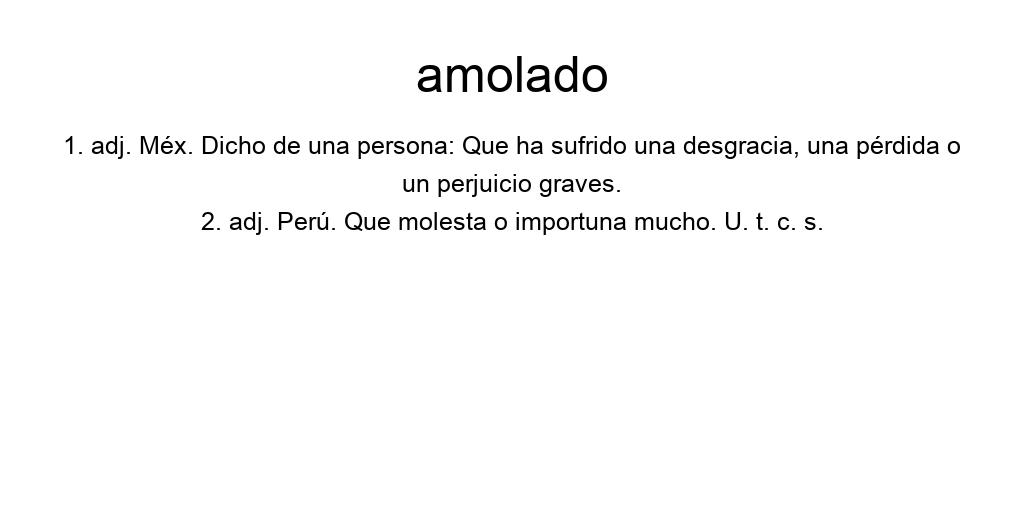 amolado
1. adj. Méx. Dicho de una persona: Que ha sufrido una desgracia, una pérdida o
un perjuicio graves.
2. adj. Perú. Que molesta o importuna mucho. U. t. c. s.